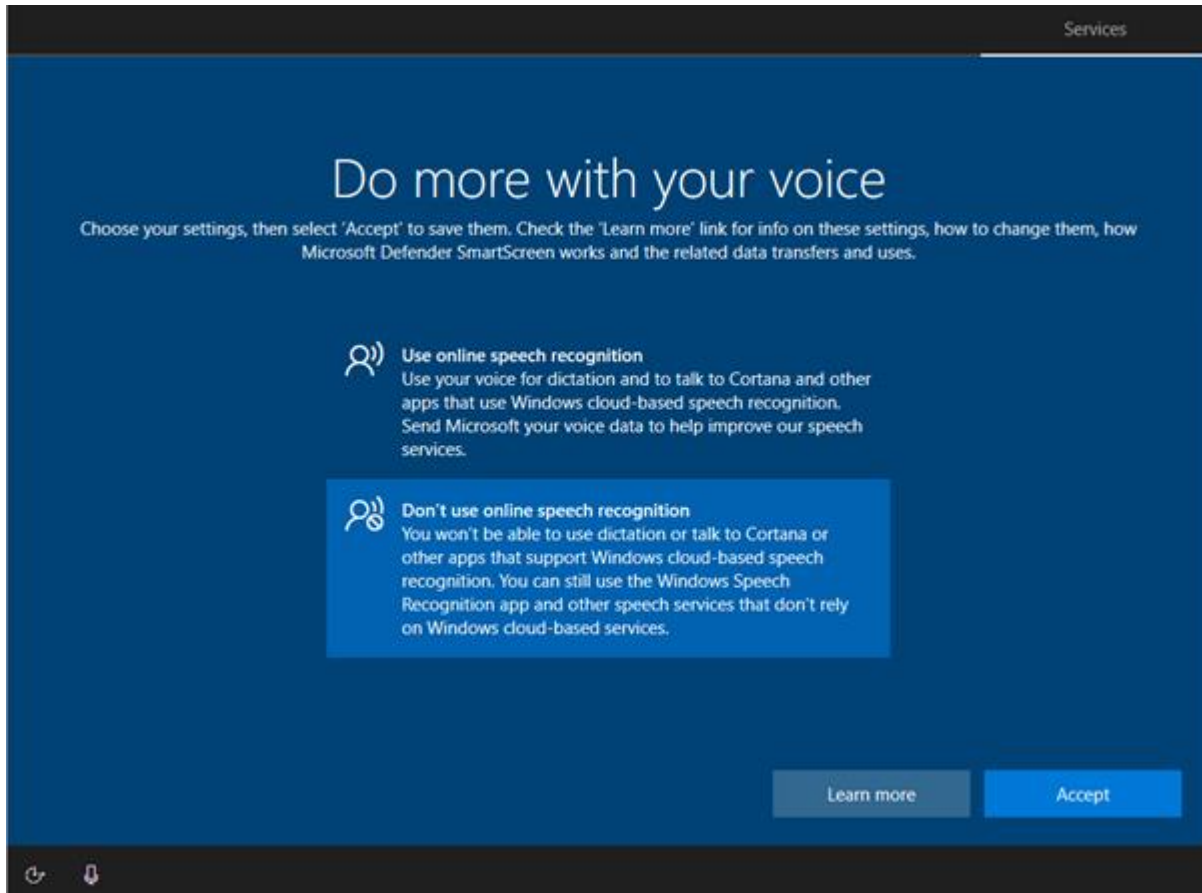 Services
Do more with your voice
Choose your settings, then select 'Accept' to save them. Check the 'Learn more' link for info on these settings, how to change them, how
Microsoft Defender SmartScreen works and the related data transfers and uses.
Use online speech recognition
Use your voice for dictation and to talk to Cortana and other
apps that use Windows cloud-based speech recognition.
Send Microsoft your voice data to help improve our speech
services.
Don't use online speech recognition
You won't be able to use dictation or talk to Cortana or
other apps that support Windows cloud-based speech
recognition. You can still use the Windows Speech
Recognition app and other speech services that don't rely
on Windows cloud-based services.
Learn more
Accept